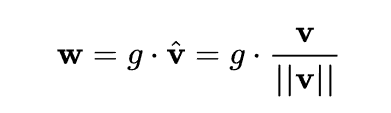 w = g · v̂ = g · v / ||v||